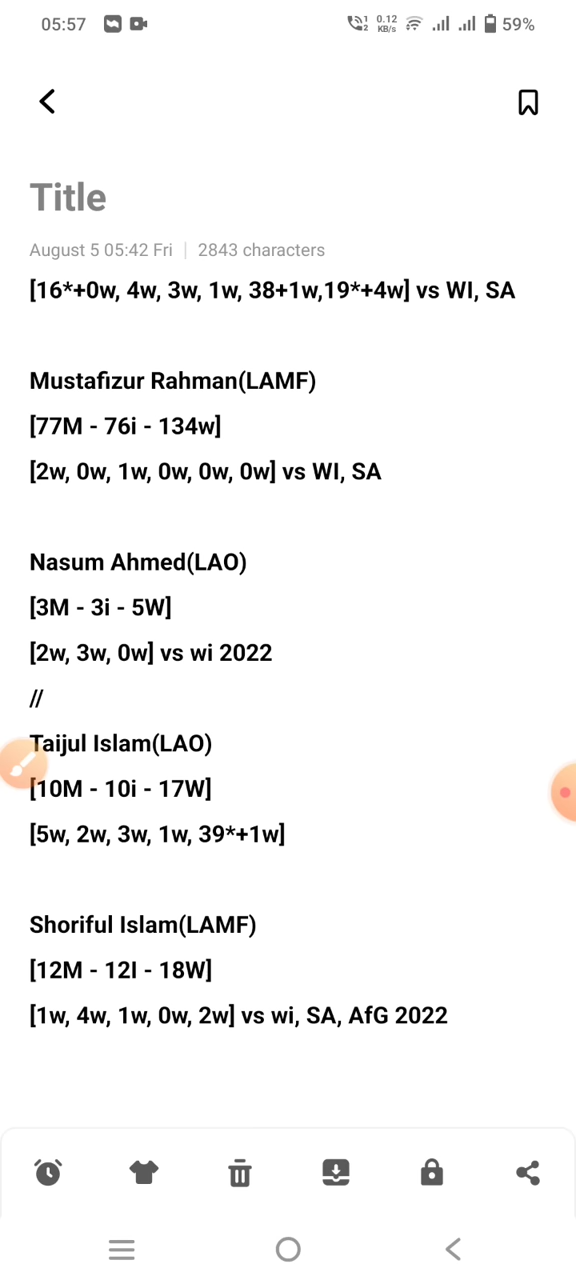 05:57
1 2 0.12 KB/s 59%
Title
August 5 05:42 Fri | 2843 characters
[16*+0w, 4w, 3w, 1w, 38+1w,19*+4w] vs WI, SA
Mustafizur Rahman(LAMF)
[77M - 76i - 134w]
[2w, 0w, 1w, 0w, 0w, 0w] vs WI, SA
Nasum Ahmed(LAO)
[3M - 3i - 5W]
[2w, 3w, 0w] vs wi 2022
//
Taijul Islam(LAO)
[10M - 10i - 17W]
[5w, 2w, 3w, 1w, 39*+1w]
Shoriful Islam(LAMF)
[12M - 12I - 18W]
[1w, 4w, 1w, 0w, 2w] vs wi, SA, AfG 2022